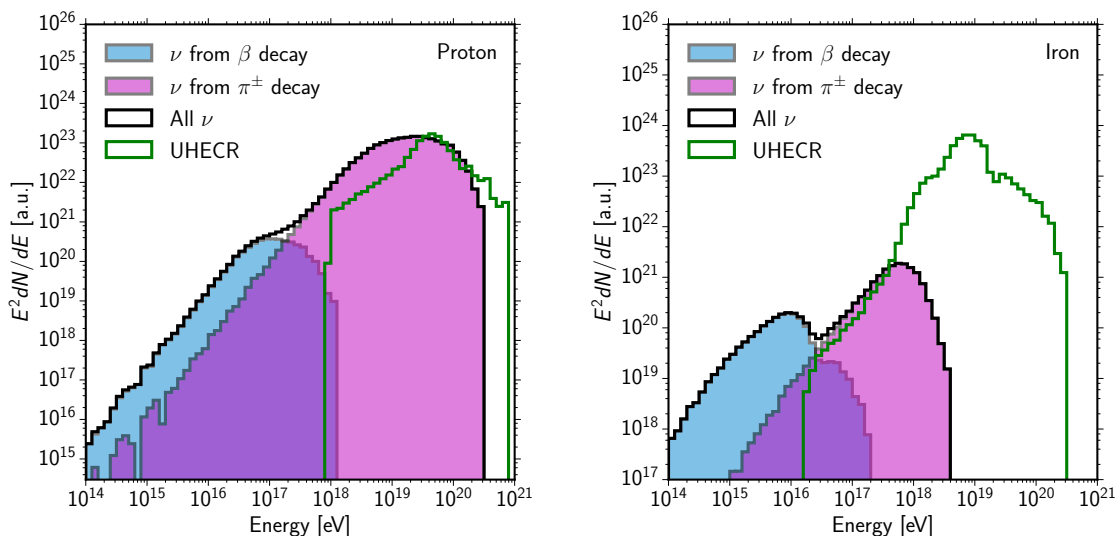 10^26
10^25
10^24
10^23
10^22
10^21
10^20
10^19
10^18
10^17
10^16
10^15
E^2 dN/dE [a.u.]
ν from β decay
ν from π^± decay
All ν
UHECR
Proton
10^14 10^15 10^16 10^17 10^18 10^19 10^20 10^21
Energy [eV]
10^26
10^25
10^24
10^23
10^22
10^21
10^20
10^19
10^18
10^17
E^2 dN/dE [a.u.]
ν from β decay
ν from π^± decay
All ν
UHECR
Iron
10^14 10^15 10^16 10^17 10^18 10^19 10^20 10^21
Energy [eV]